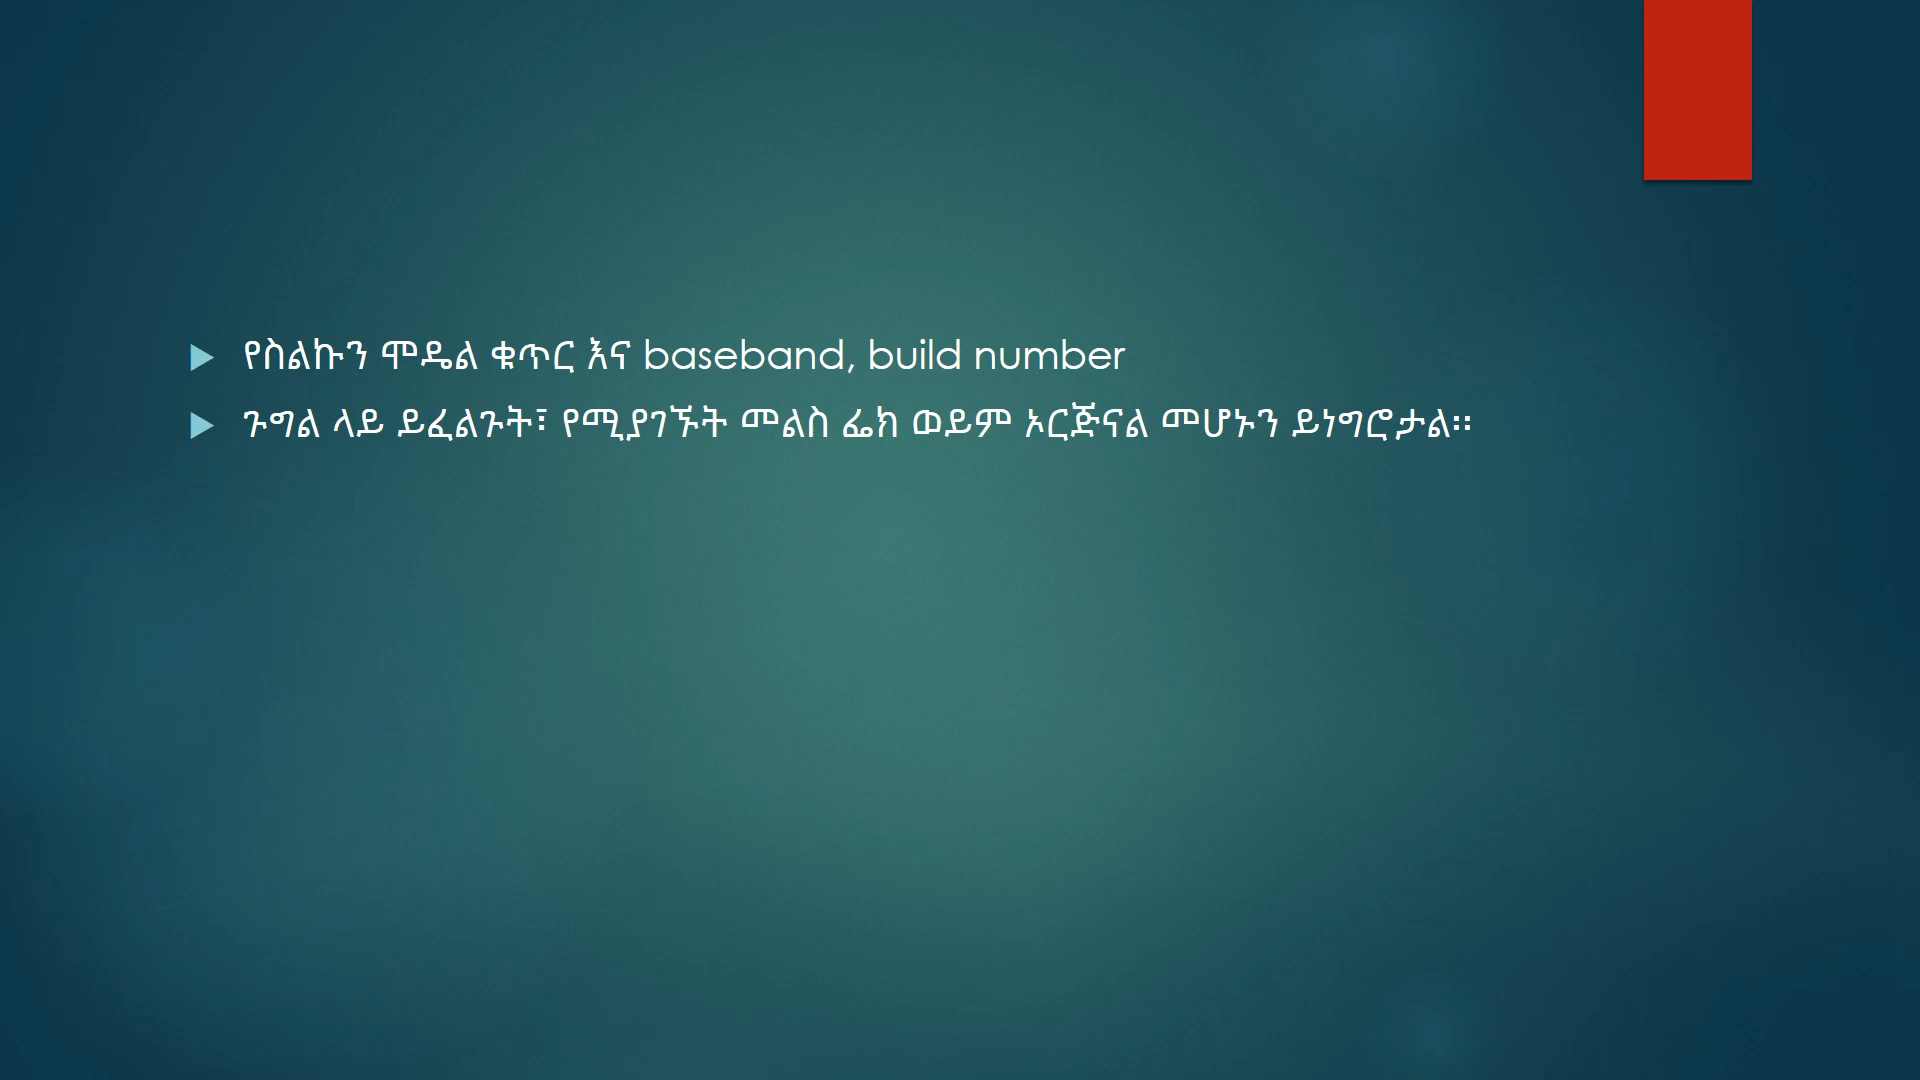 የስልኩን ሞዴል ቁጥር እና baseband, build number
ጉግል ላይ ይፈልጉት፣ የሚያገኙት መልስ ፌክ ወይም ኦርጅናል መሆኑን ይነግሮታል፡፡